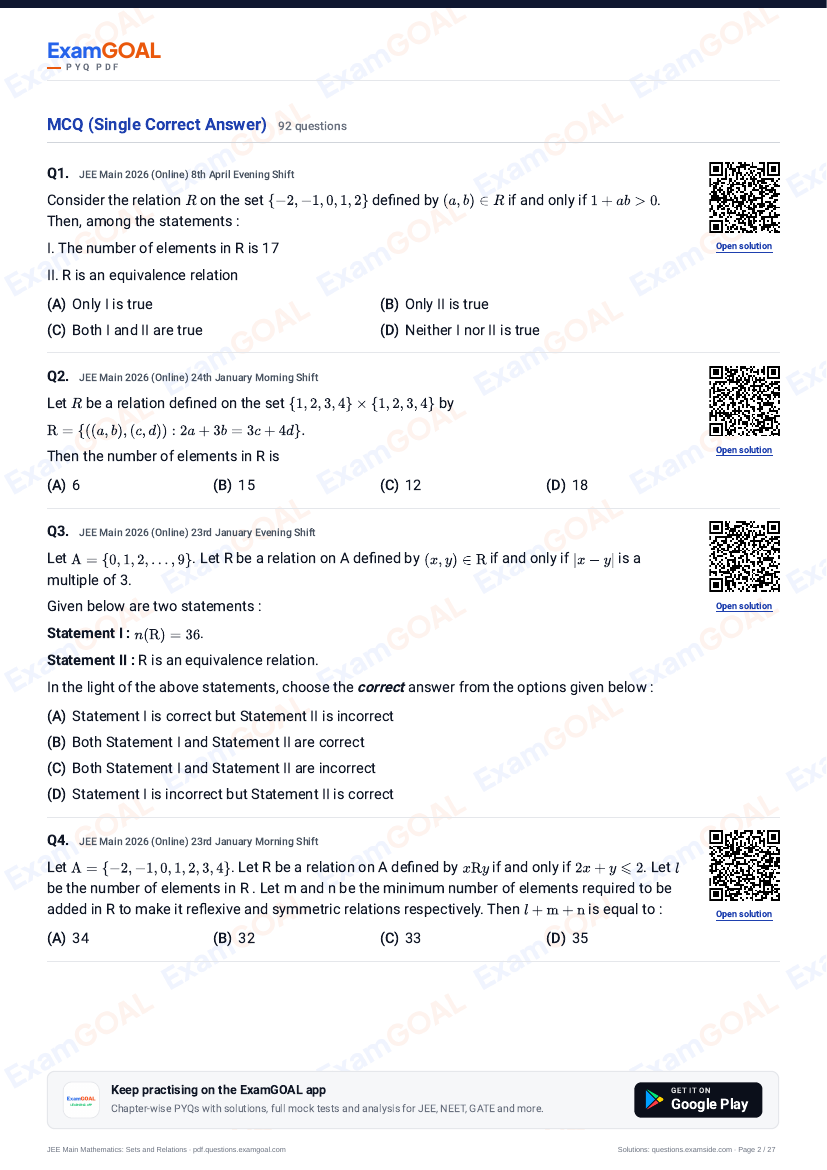 ExamGOAL
PYQ PDF
MCQ (Single Correct Answer) 92 questions
Q1. JEE Main 2026 (Online) 8th April Evening Shift
Consider the relation R on the set {−2, −1, 0, 1, 2} defined by (a, b) ∈ R if and only if 1 + ab > 0.
Then, among the statements :
I. The number of elements in R is 17
II. R is an equivalence relation
(A) Only I is true (B) Only II is true
(C) Both I and II are true (D) Neither I nor II is true
Open solution
Q2. JEE Main 2026 (Online) 24th January Morning Shift
Let R be a relation defined on the set {1, 2, 3, 4} × {1, 2, 3, 4} by
R = {((a, b), (c, d)) : 2a + 3b = 3c + 4d}.
Then the number of elements in R is
(A) 6 (B) 15 (C) 12 (D) 18
Open solution
Q3. JEE Main 2026 (Online) 23rd January Evening Shift
Let A = {0, 1, 2, . . . , 9}. Let R be a relation on A defined by (x, y) ∈ R if and only if |x − y| is a
multiple of 3.
Given below are two statements :
Statement I : n(R) = 36.
Statement II : R is an equivalence relation.
In the light of the above statements, choose the correct answer from the options given below :
(A) Statement I is correct but Statement II is incorrect
(B) Both Statement I and Statement II are correct
(C) Both Statement I and Statement II are incorrect
(D) Statement I is incorrect but Statement II is correct
Open solution
Q4. JEE Main 2026 (Online) 23rd January Morning Shift
Let A = {−2, −1, 0, 1, 2, 3, 4}. Let R be a relation on A defined by xRy if and only if 2x + y ⩽ 2. Let l
be the number of elements in R . Let m and n be the minimum number of elements required to be
added in R to make it reflexive and symmetric relations respectively. Then l + m + n is equal to :
(A) 34 (B) 32 (C) 33 (D) 35
Open solution
ExamGOAL
Keep practising on the ExamGOAL app
Chapter-wise PYQs with solutions, full mock tests and analysis for JEE, NEET, GATE and more.
GET IT ON
Google Play
JEE Main Mathematics: Sets and Relations · pdf.questions.examgoal.com
Solutions: questions.examside.com · Page 2 / 27